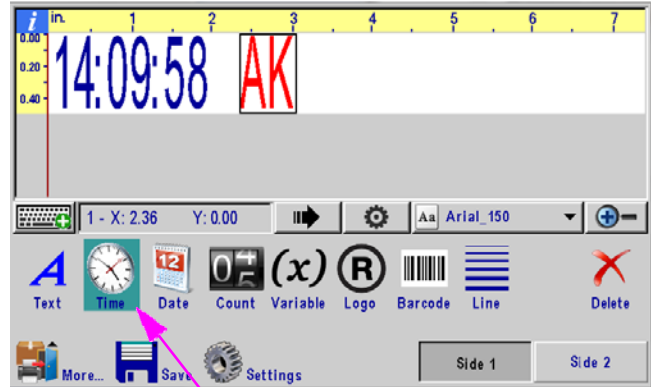 i in. 1 2 3 4 5 6 7
0.00
0.20
0.40
14:09:58 AK
1 - X: 2.36 Y: 0.00 Aa Arial_150
12 05 (x) R
A
Text Time Date Count Variable Logo Barcode Line Delete
More... Save Settings Side 1 Side 2